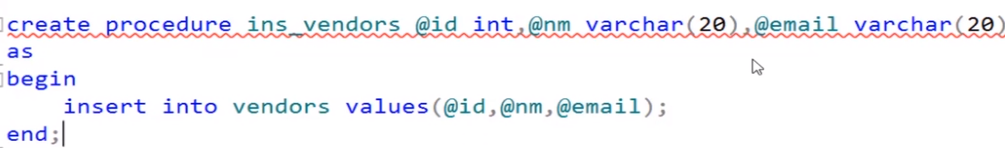 create procedure ins_vendors @id int,@nm varchar(20),@email varchar(20)
as
begin
insert into vendors values(@id,@nm,@email);
end;